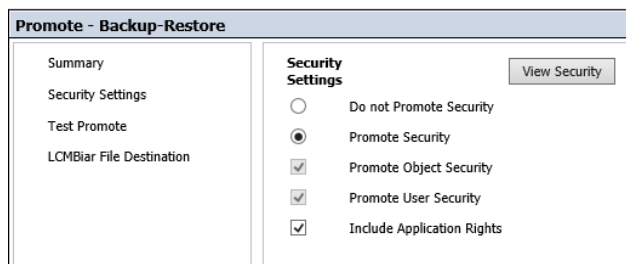 Promote - Backup-Restore
Summary
Security Settings
Test Promote
LCMBiar File Destination
Security
Settings
View Security
Do not Promote Security
Promote Security
Promote Object Security
Promote User Security
Include Application Rights